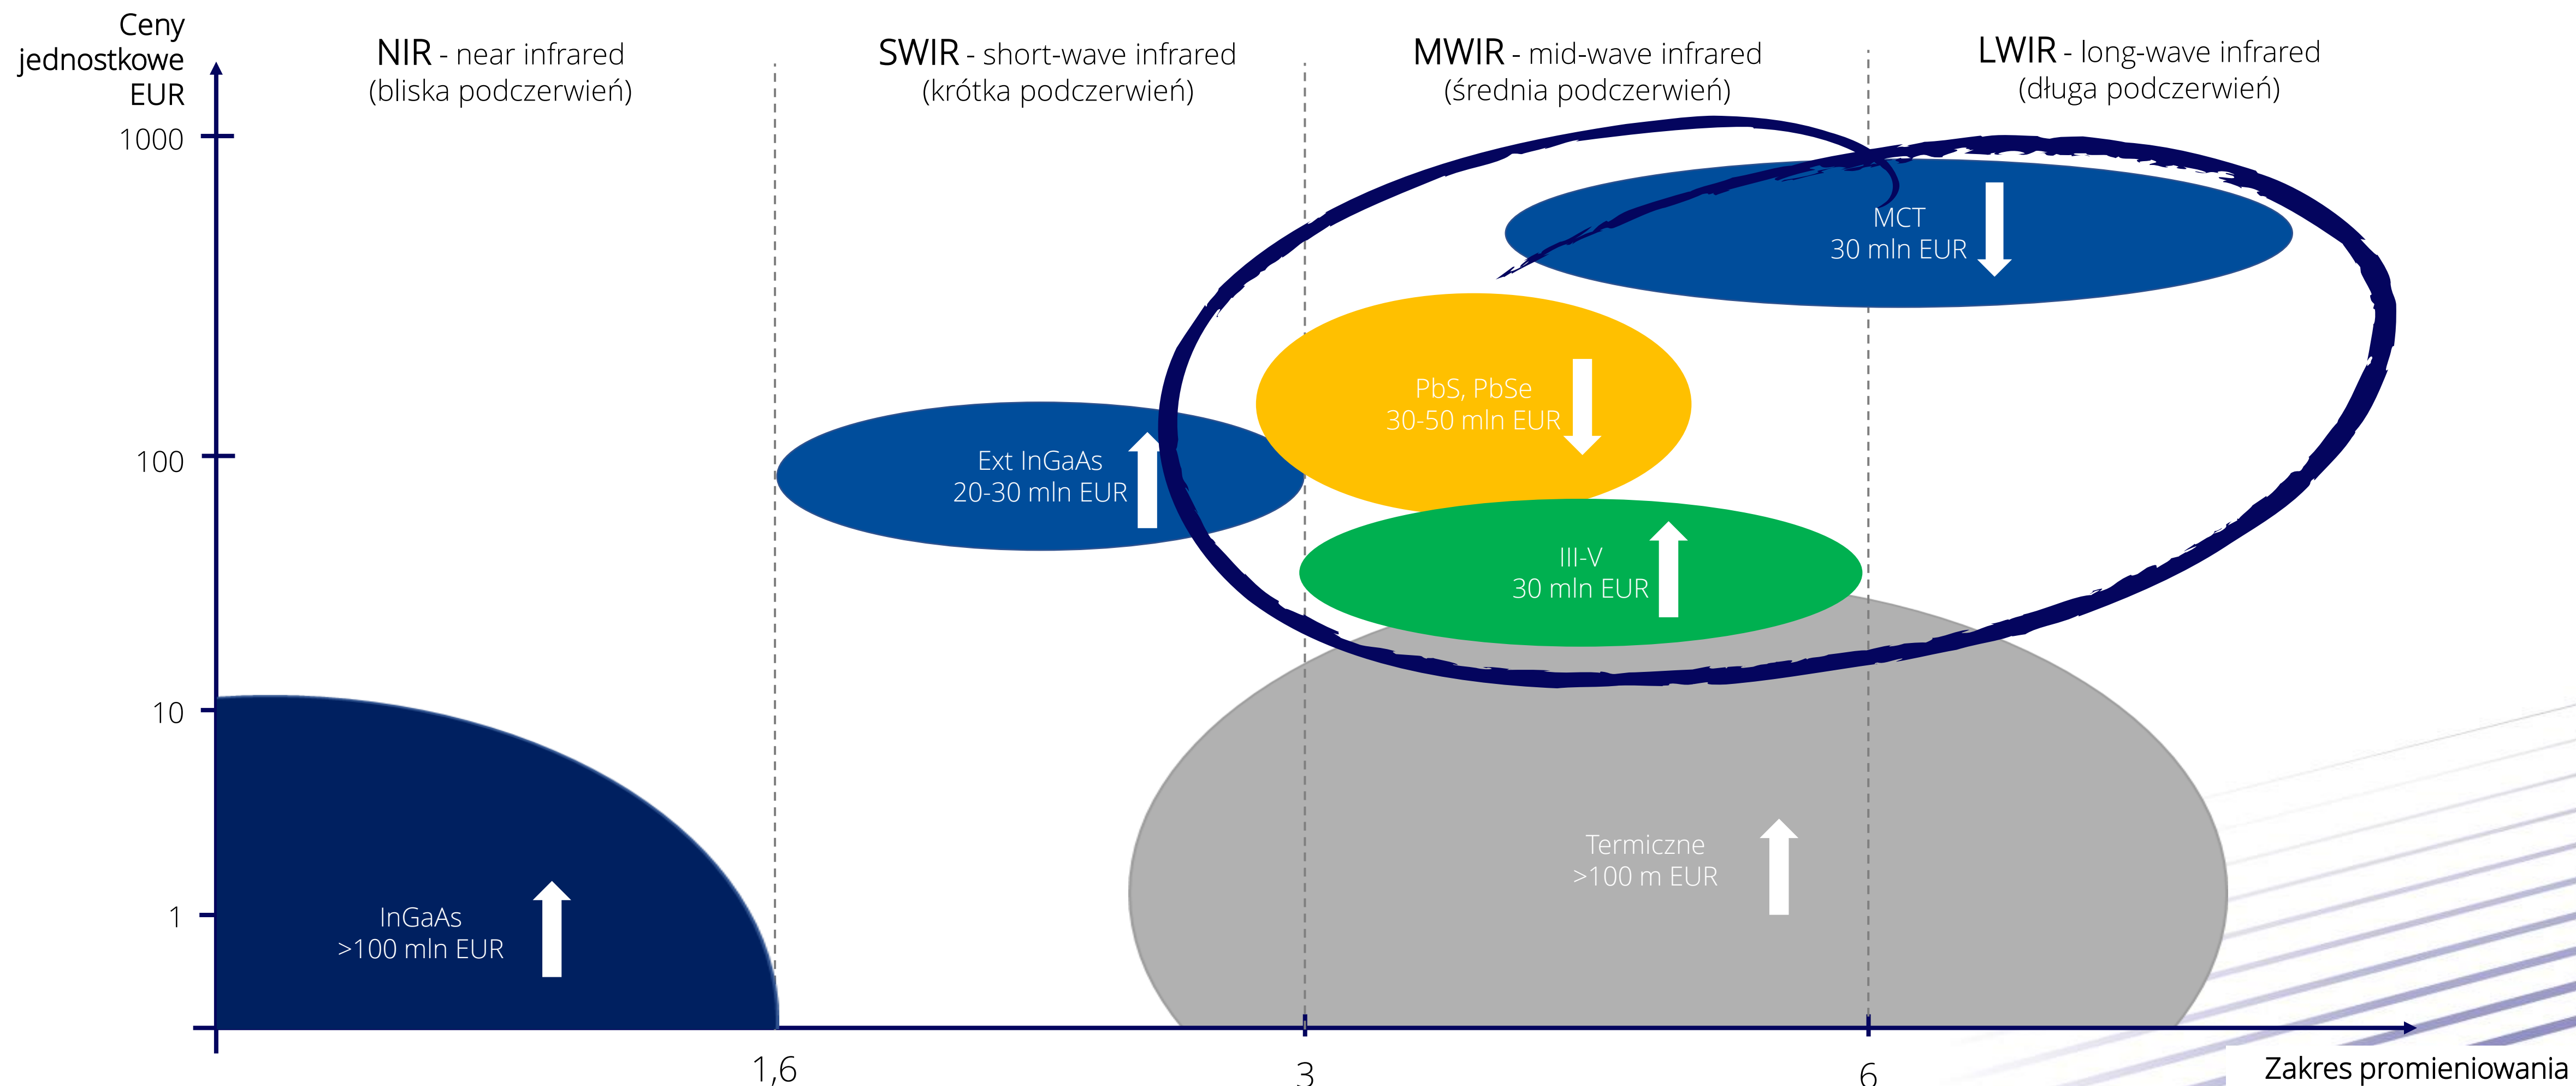 Ceny
jednostkowe
EUR
NIR - near infrared
(bliska podczerwień)
SWIR - short-wave infrared
(krótka podczerwień)
MWIR - mid-wave infrared
(średnia podczerwień)
LWIR - long-wave infrared
(długa podczerwień)
1000
100
10
1
MCT
30 mln EUR
PbS, PbSe
30-50 mln EUR
Ext InGaAs
20-30 mln EUR
III-V
30 mln EUR
Termiczne
>100 m EUR
InGaAs
>100 mln EUR
1,6
3
6
Zakres promieniowania